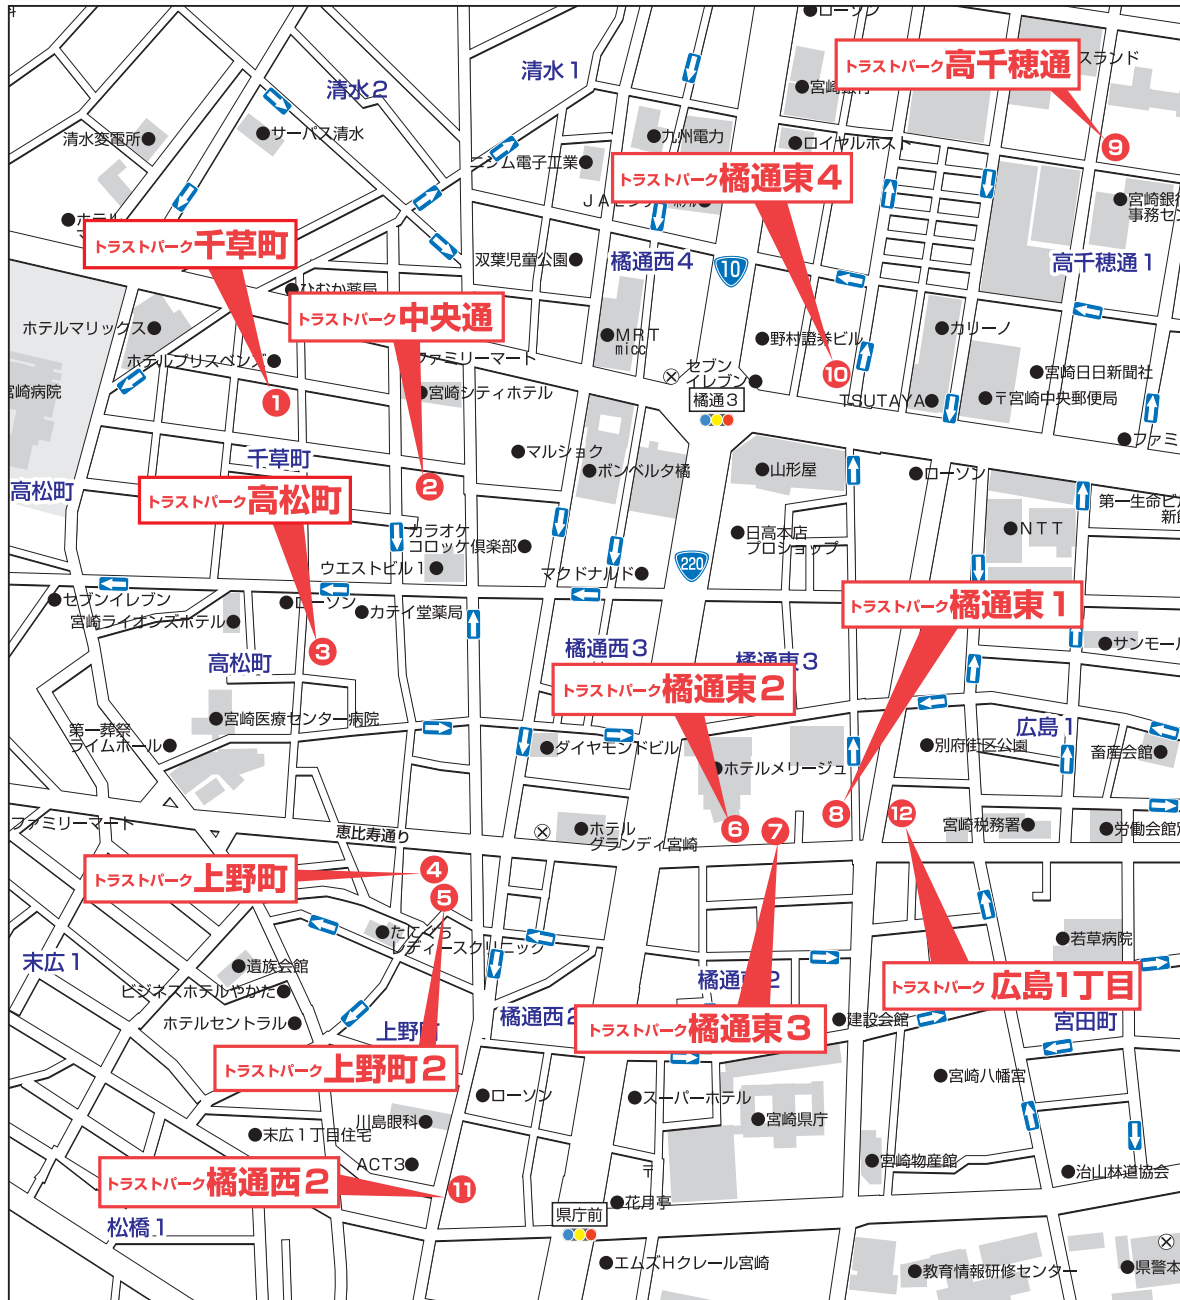 ローソン
清水1
スランド
トラストパーク 高千穂通
清水2
宮崎銀行
9
清水変電所
サーパス清水
九州電力
ロイヤルホスト
ニシム電子工業
トラストパーク 橘通東4
宮崎銀行
事務セン
ホテル
トラストパーク 千草町
双葉児童公園
橘通西4
10
高千穂通1
ひむか薬局
トラストパーク 中央通
ホテルマリックス
MRT
micc
野村證券ビル
カリーノ
ホテルブリスベンズ
ファミリーマート
セブン
イレブン
10
宮崎日日新聞社
宮崎病院
宮崎シティホテル
橘通3
TSUTAYA
〒宮崎中央郵便局
1
マルショク
ファミ
千草町
ボンベルタ橘
山形屋
ローソン
高松町
2
トラストパーク 高松町
第一生命ビル
新館
カラオケ
コロッケ倶楽部
日髙本店
プロショップ
NTT
ウエストビル1
マクドナルド
220
セブンイレブン
ローソン
カテイ堂薬局
トラストパーク 橘通東1
宮崎ライオンズホテル
3
橘通西3
橘通東3
サンモール
高松町
トラストパーク 橘通東2
宮崎医療センター病院
第一葬祭
ライムホール
広島1
ダイヤモンドビル
別府街区公園
畜産会館
ホテルメリージュ
ファミリーマート
恵比寿通り
ホテル
グランディ宮崎
6
7
8
12
宮崎税務署
労働会館別
トラストパーク 上野町
4
5
たにぐち
レディースクリニック
若草病院
末広1
遺族会館
橘通東2
トラストパーク 広島1丁目
ビジネスホテルやかた
ホテルセントラル
上野町
橘通西2
トラストパーク 橘通東3
建設会館
宮田町
トラストパーク 上野町2
ローソン
スーパーホテル
宮崎八幡宮
川島眼科
宮崎県庁
末広1丁目住宅
ACT3
〒
宮崎物産館
治山林道協会
トラストパーク 橘通西2
11
花月亭
県庁前
松橋1
エムズHクレール宮崎
教育情報研修センター
県警本